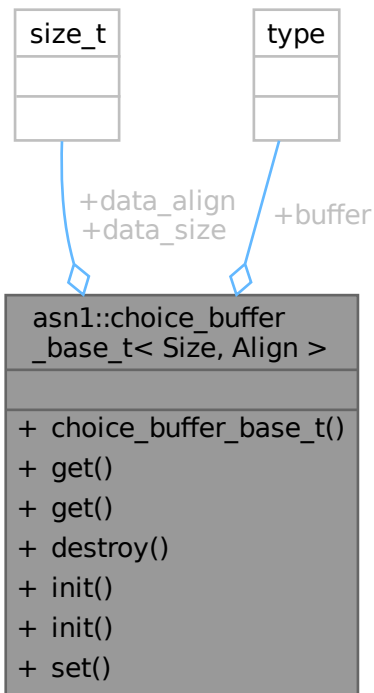 size_t
type
+data_align
+data_size
+buffer
asn1::choice_buffer
_base_t< Size, Align >
+ choice_buffer_base_t()
+ get()
+ get()
+ destroy()
+ init()
+ init()
+ set()